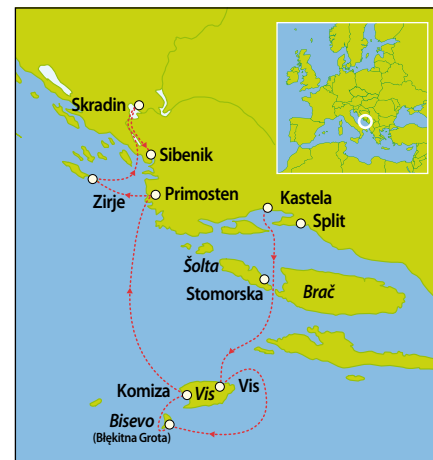 Skradin
Sibenik
Zirje
Primosten
Kastela
Split
Šolta
Stomorska
Brač
Komiza
Vis
Vis
Bisevo
(Błękitna Grota)